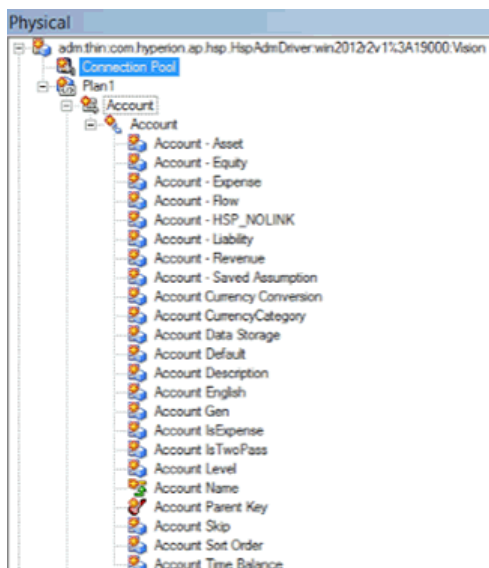 Physical
adm:thin:com.hyperion.ap.hsp.HspAdmDriver:win2012r2v1%3A19000:Vision
Connection Pool
Plan1
Account
Account
Account - Asset
Account - Equity
Account - Expense
Account - Flow
Account - HSP_NOLINK
Account - Liability
Account - Revenue
Account - Saved Assumption
Account Currency Conversion
Account CurrencyCategory
Account Data Storage
Account Default
Account Description
Account English
Account Gen
Account IsExpense
Account IsTwoPass
Account Level
Account Name
Account Parent Key
Account Skip
Account Sort Order
Account Time Balance